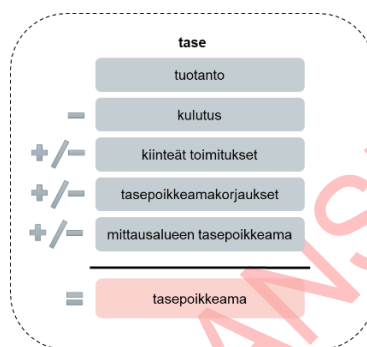 tase
tuotanto
− kulutus
+/− kiinteät toimitukset
+/− tasepoikkeamakorjaukset
+/− mittausalueen tasepoikkeama
= tasepoikkeama